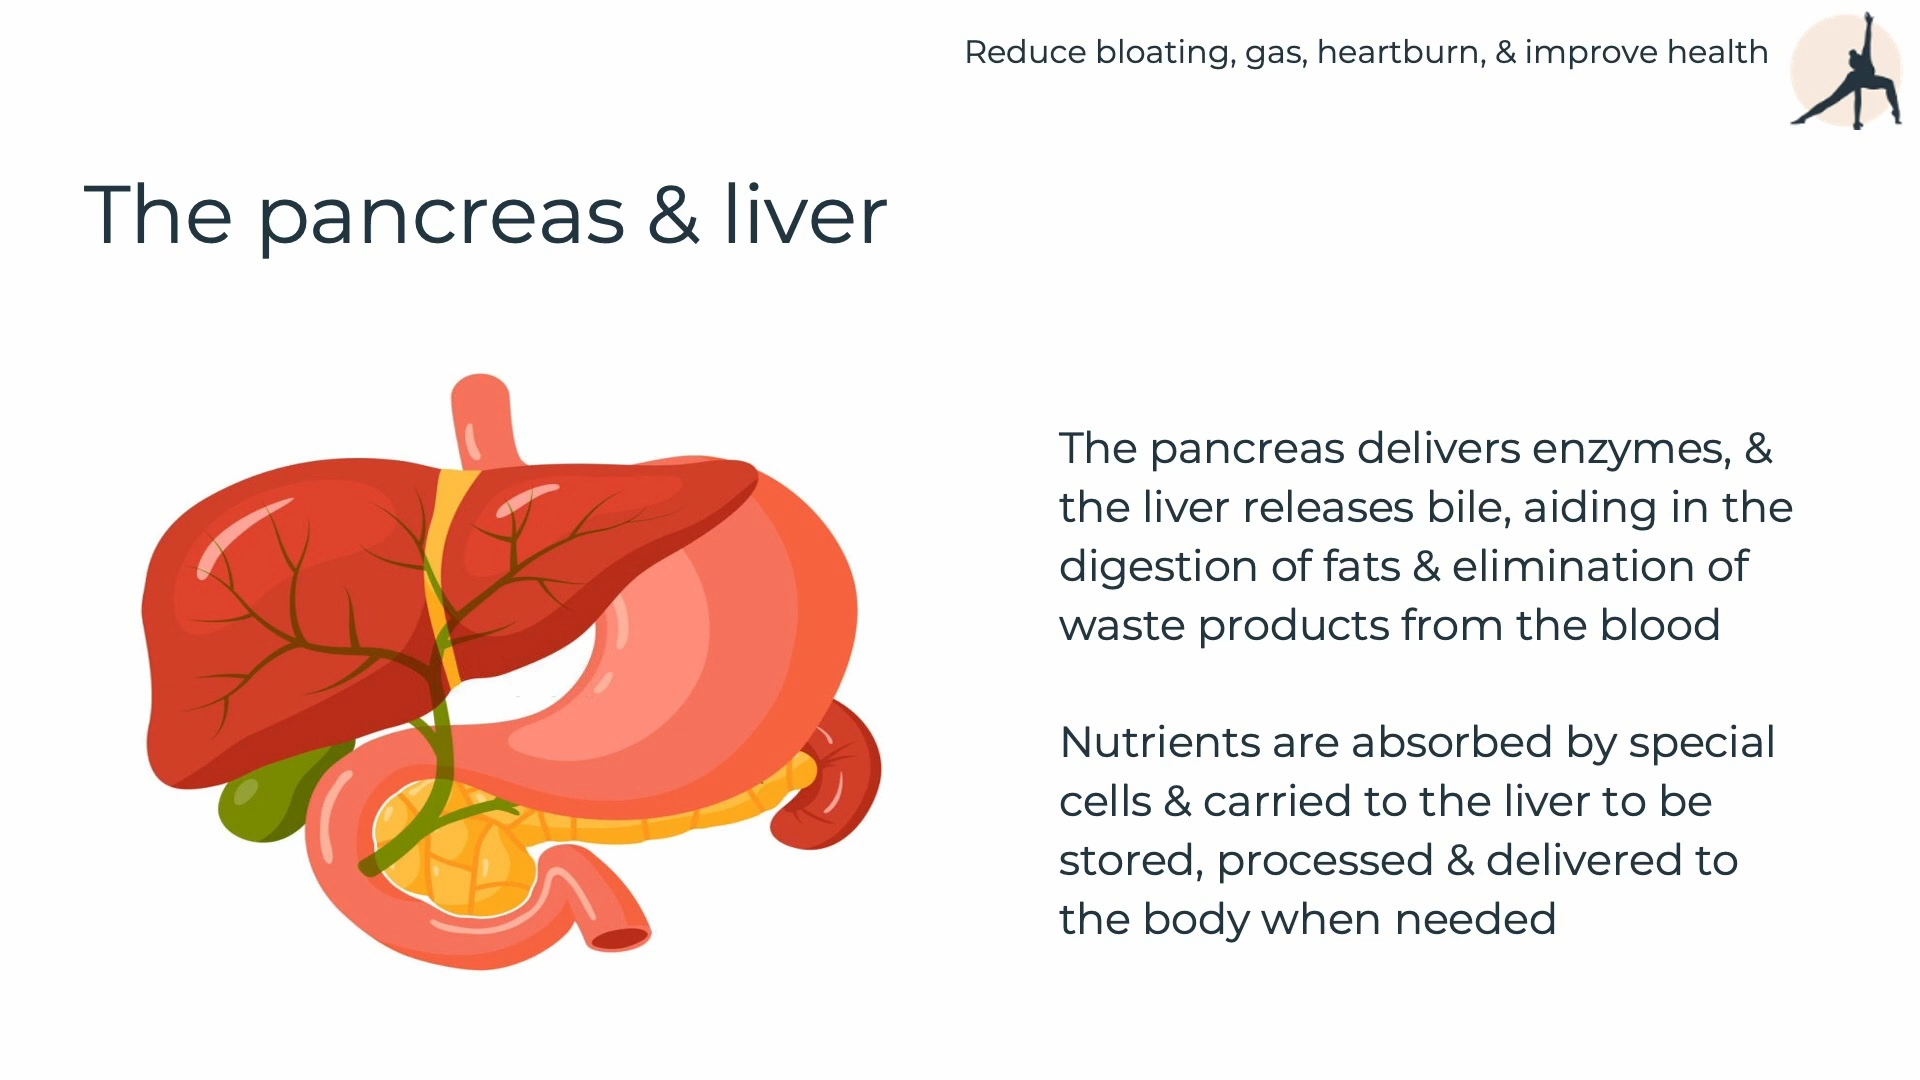 Reduce bloating, gas, heartburn, & improve health
The pancreas & liver
The pancreas delivers enzymes, &
the liver releases bile, aiding in the
digestion of fats & elimination of
waste products from the blood
Nutrients are absorbed by special
cells & carried to the liver to be
stored, processed & delivered to
the body when needed